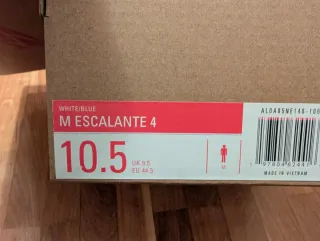 WHITE/BLUE
M ESCALANTE 4
10.5
UK 9.5
EU 44.5
M
MADE IN VIETNAM